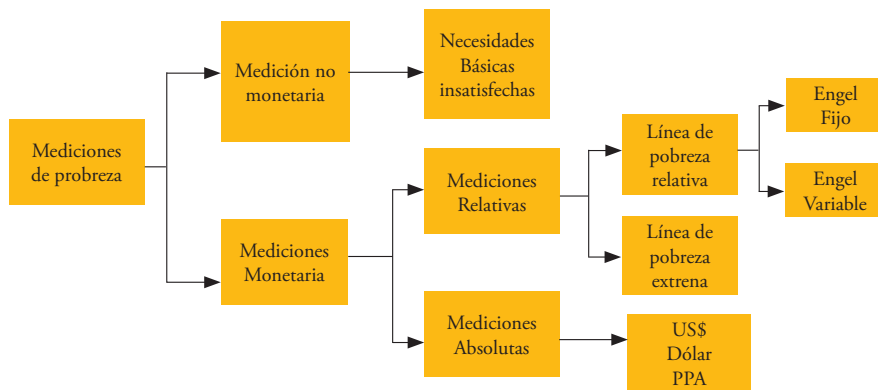 Mediciones
de probreza
Medición no
monetaria
Necesidades
Básicas
insatisfechas
Mediciones
Monetaria
Mediciones
Relativas
Línea de
pobreza
relativa
Engel
Fijo
Engel
Variable
Línea de
pobreza
extrena
Mediciones
Absolutas
US$
Dólar
PPA